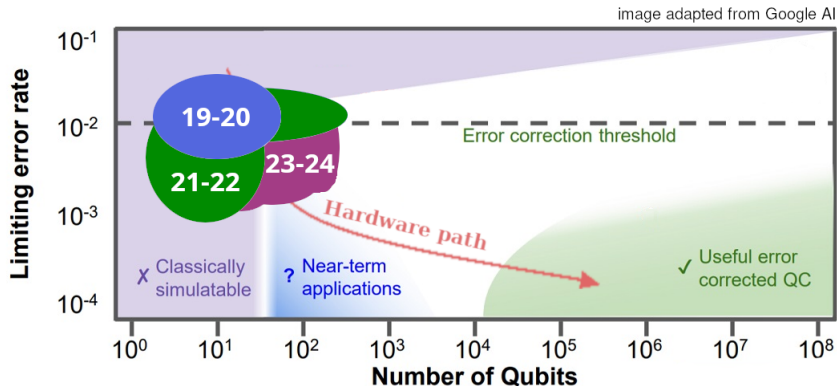 image adapted from Google AI
Limiting error rate
10⁻¹
10⁻²
10⁻³
10⁻⁴
19-20
21-22
23-24
Error correction threshold
Hardware path
✗ Classically
simulatable
? Near-term
applications
✓ Useful error
corrected QC
10⁰ 10¹ 10² 10³ 10⁴ 10⁵ 10⁶ 10⁷ 10⁸
Number of Qubits